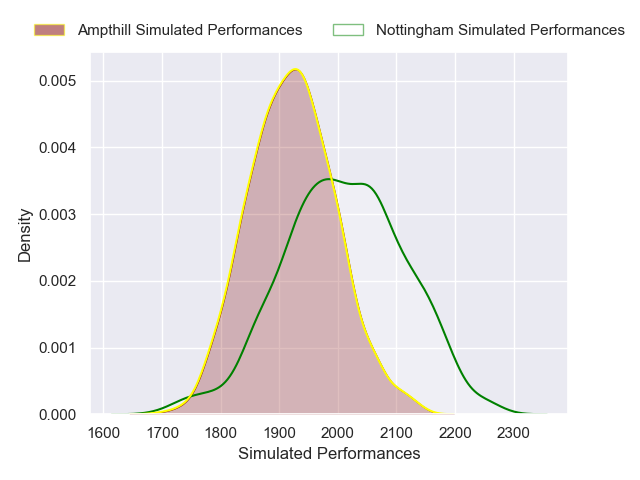 Ampthill Simulated Performances
Nottingham Simulated Performances
0.005
0.004
0.003
0.002
0.001
0.000
Density
1600 1700 1800 1900 2000 2100 2200 2300
Simulated Performances